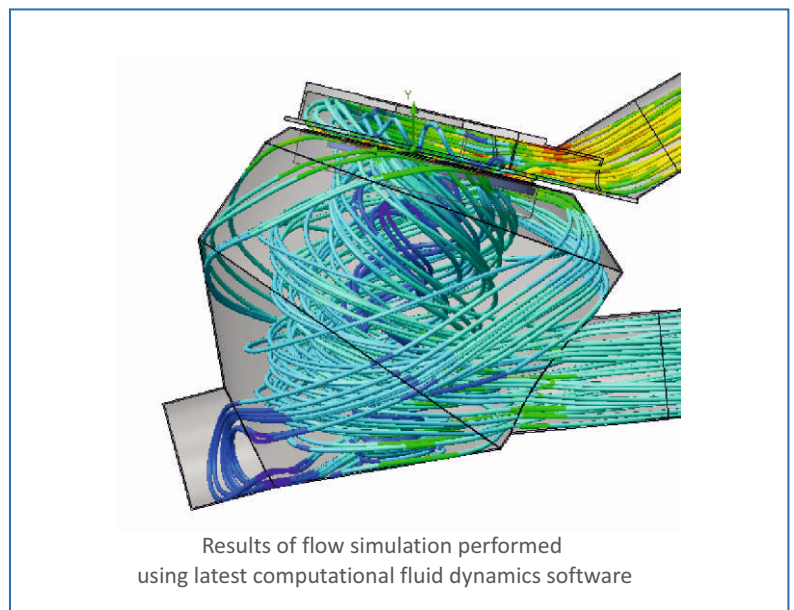 Y
Results of flow simulation performed
using latest computational fluid dynamics software